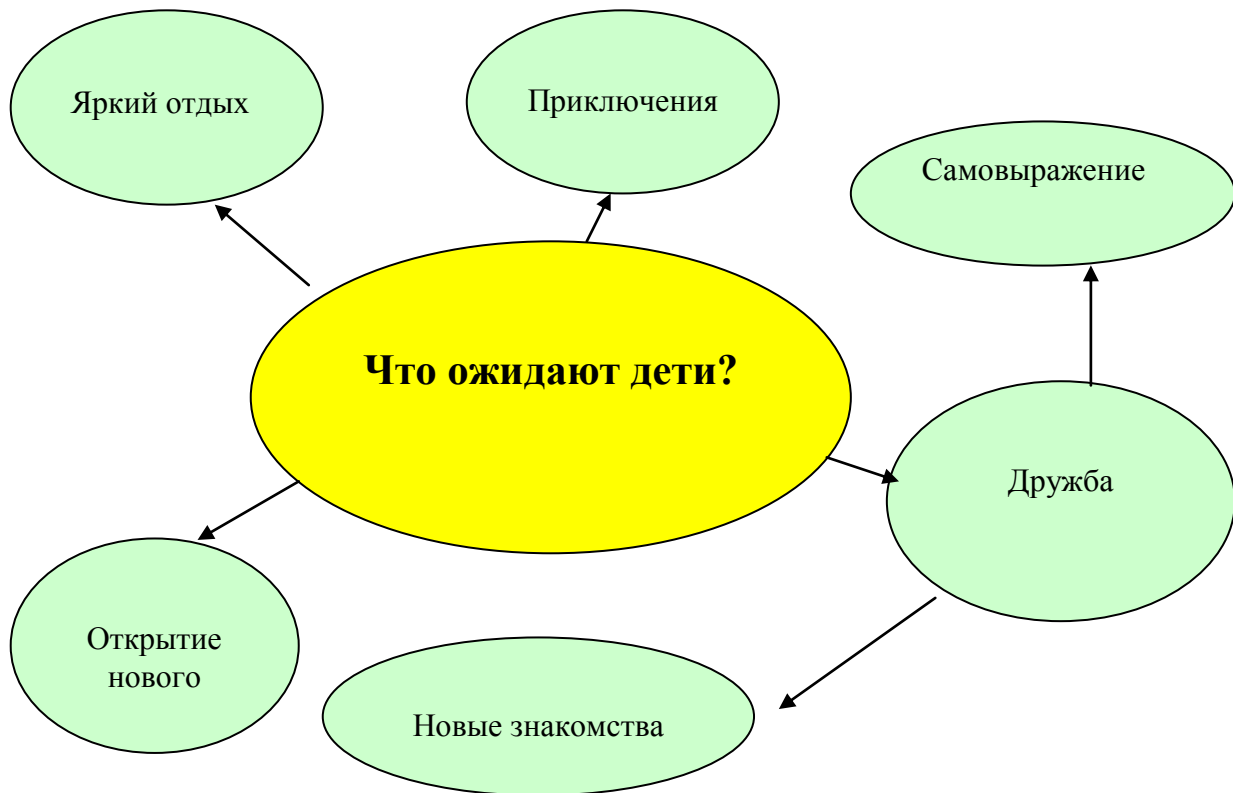 Яркий отдых
Приключения
Самовыражение
Что ожидают дети?
Дружба
Открытие
нового
Новые знакомства